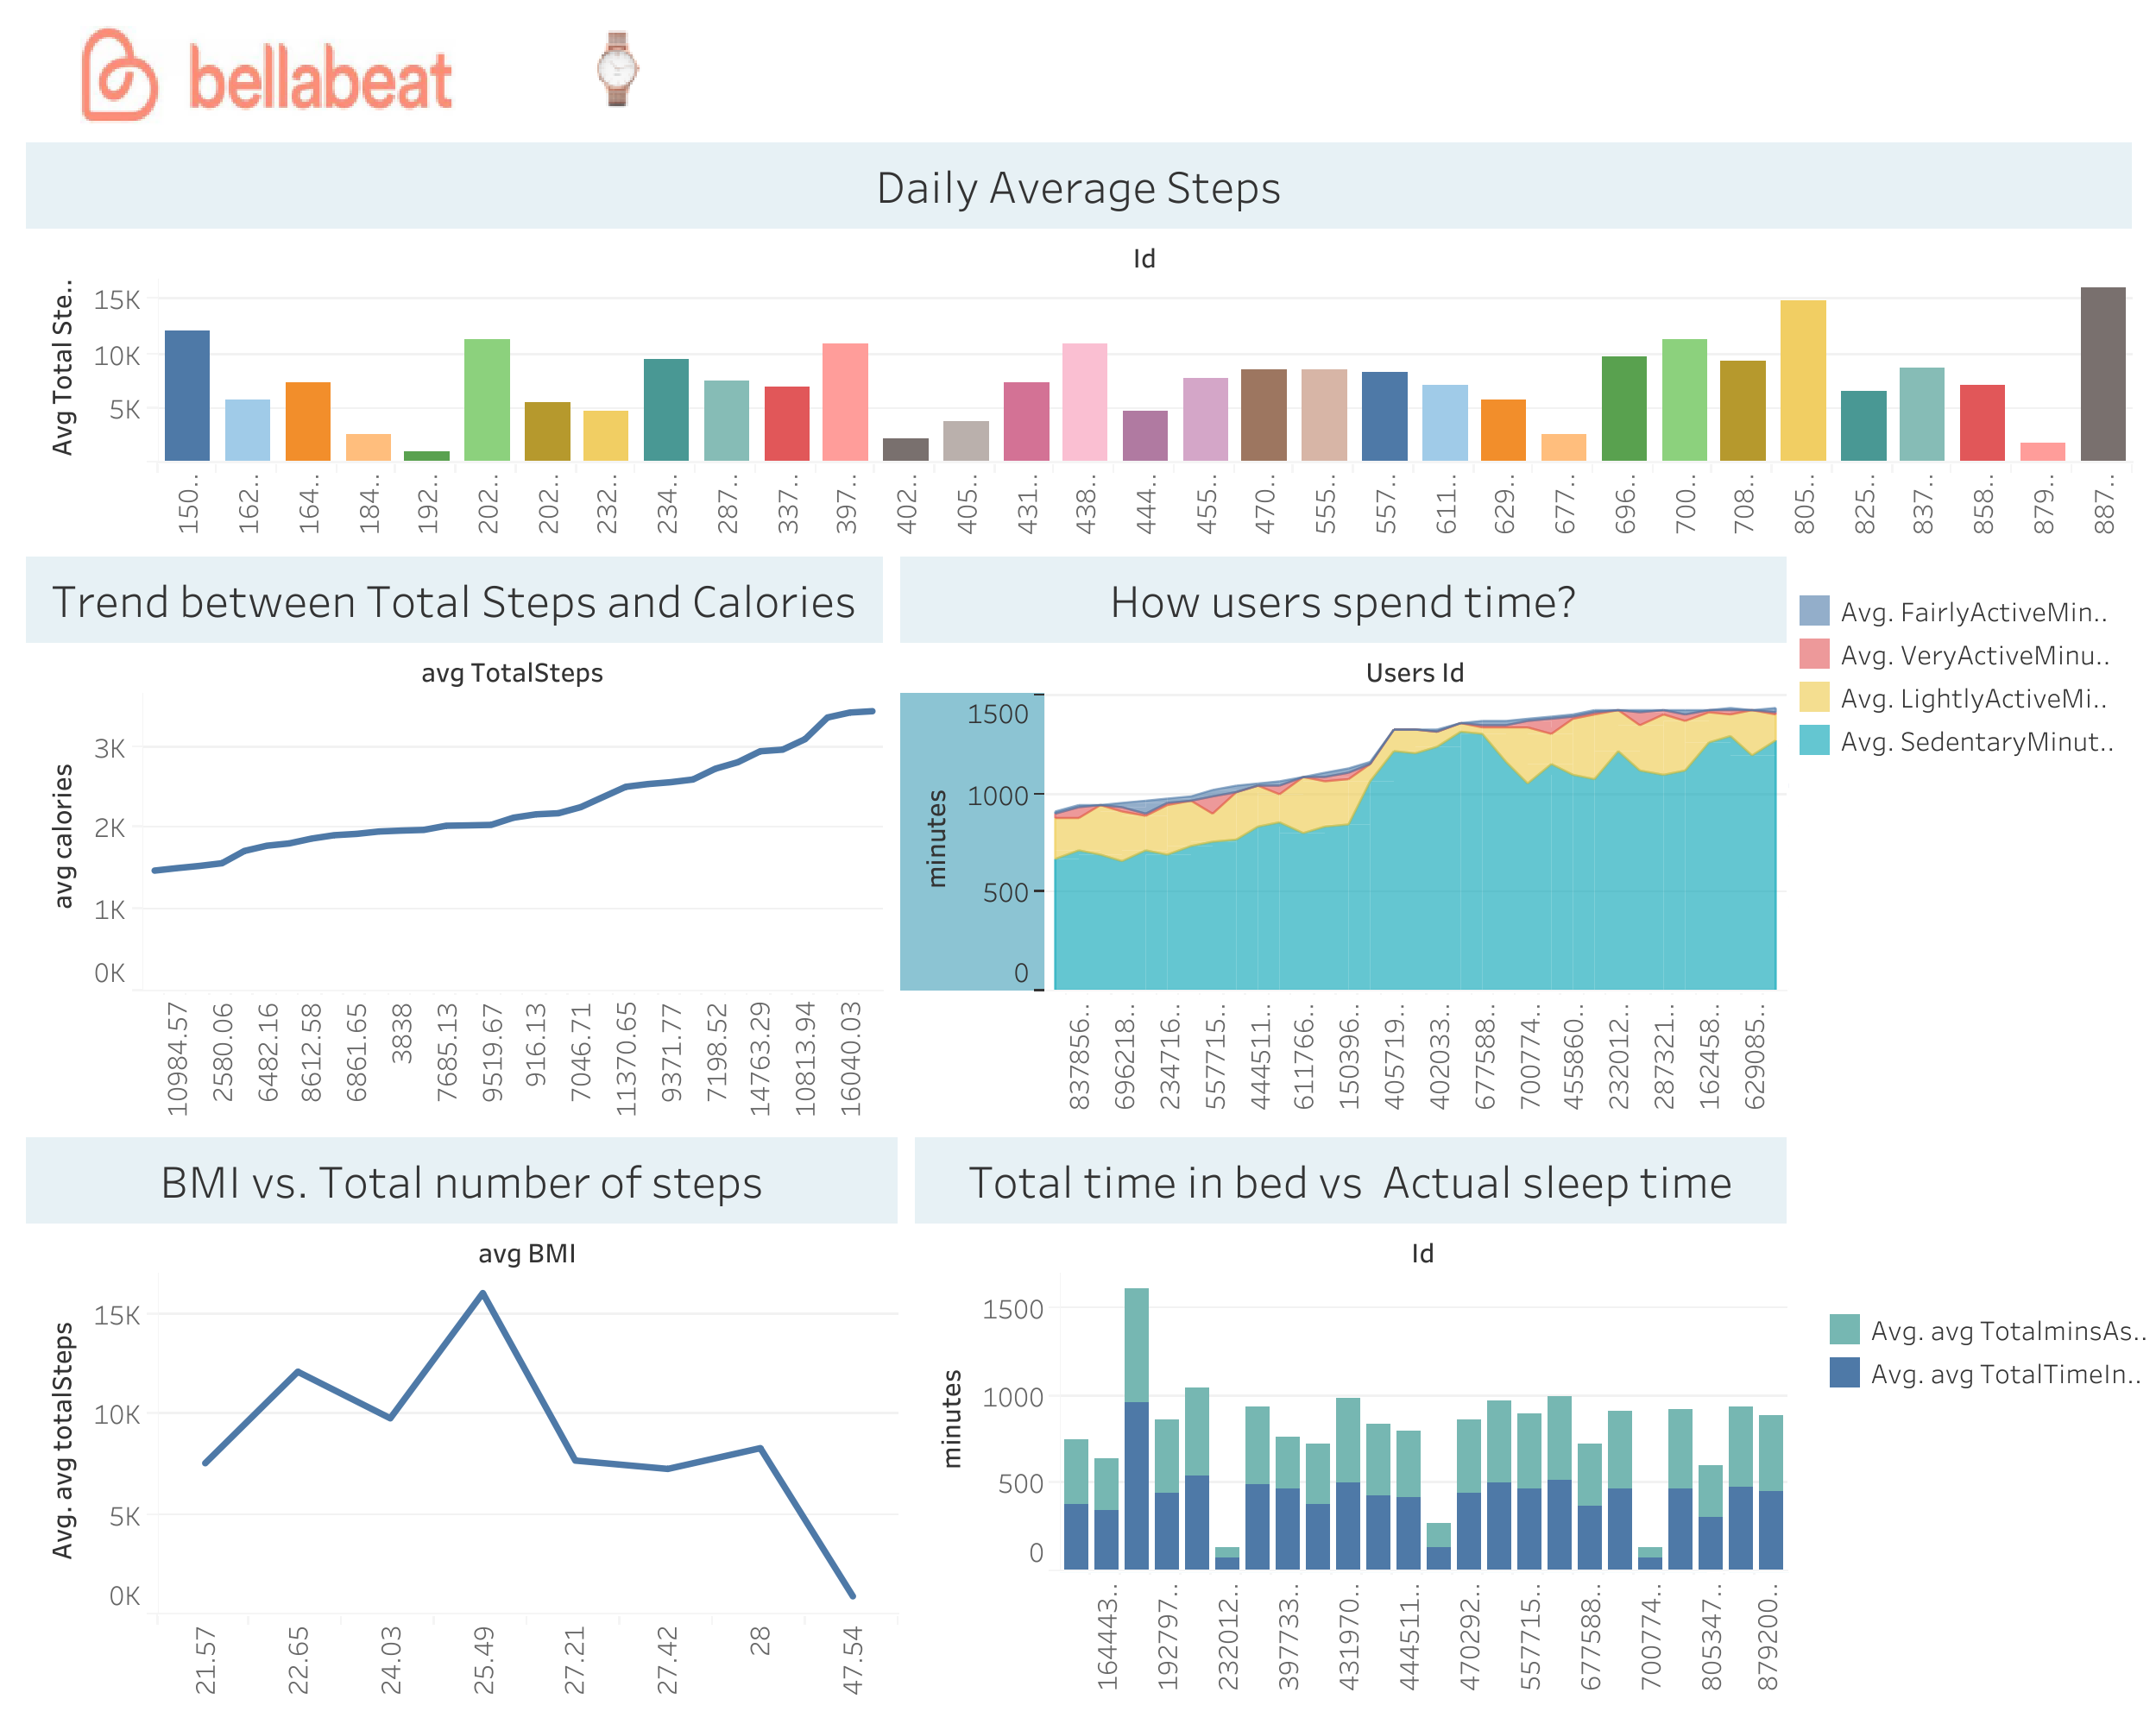 bellabeat
Daily Average Steps
Id
Avg Total Ste..
15K
10K
5K
150.. 162.. 164.. 184.. 192.. 202.. 202.. 232.. 234.. 287.. 337.. 397.. 402.. 405.. 431.. 438.. 444.. 455.. 470.. 555.. 557.. 611.. 629.. 677.. 696.. 700.. 708.. 805.. 825.. 837.. 858.. 879.. 887..
Trend between Total Steps and Calories
avg TotalSteps
avg calories
3K
2K
1K
0K
10984.57 25580.06 6482.16 8612.58 6861.65 3838 7685.13 9519.67 916.13 7046.71 11370.65 9371.77 7198.52 14763.29 10813.94 16040.03
How users spend time?
Users Id
minutes
1500
1000
500
0
837856.. 696218.. 234716.. 557715.. 444511.. 611766.. 150396.. 405719.. 402033.. 677588.. 700774.. 455860.. 232012.. 287321.. 162458.. 629085..
Avg. FairlyActiveMin..
Avg. VeryActiveMinu..
Avg. LightlyActiveMi..
Avg. SedentaryMinut..
BMI vs. Total number of steps
avg BMI
Avg. avg totalSteps
15K
10K
5K
0K
21.57 22.65 24.03 25.49 27.21 27.42 28 47.54
Total time in bed vs Actual sleep time
Id
minutes
1500
1000
500
0
164443.. 192797.. 232012.. 397733.. 431970.. 444511.. 470292.. 557715.. 677588.. 700774.. 805347.. 879200..
Avg. avg TotalminsAs..
Avg. avg TotalTimeIn..